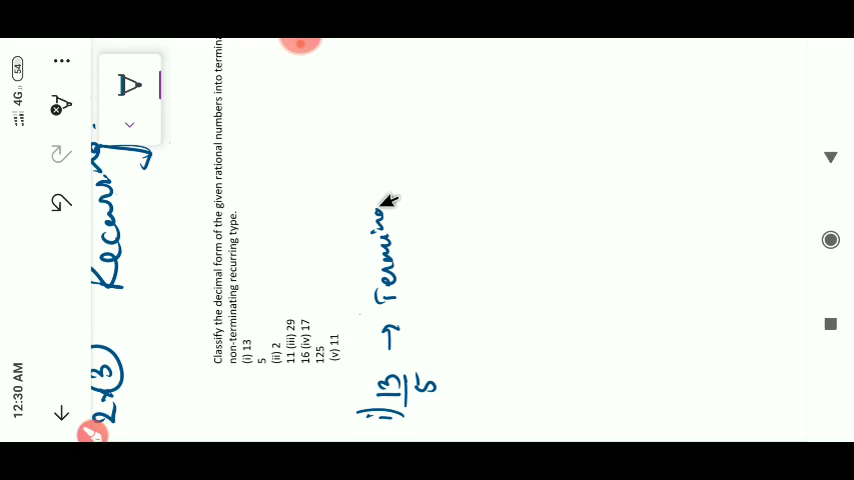 12:30 AM
4G
54
2×3 Recurring.
Classify the decimal form of the given rational numbers into termina
non-terminating recurring type.
(i) 13
5
(ii) 2
11 (iii) 29
16 (iv) 17
125
(v) 11
i) 13/5 → Termina